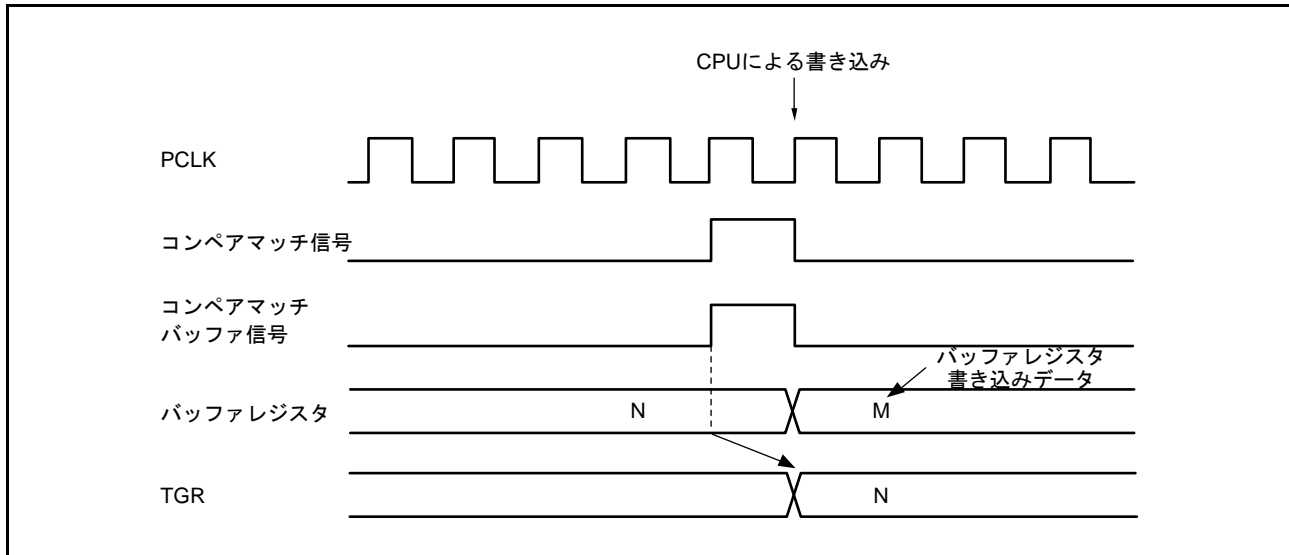 CPUによる書き込み
PCLK
コンペアマッチ信号
コンペアマッチ
バッファ信号
バッファレジスタ
書き込みデータ
バッファレジスタ
N
M
TGR
N